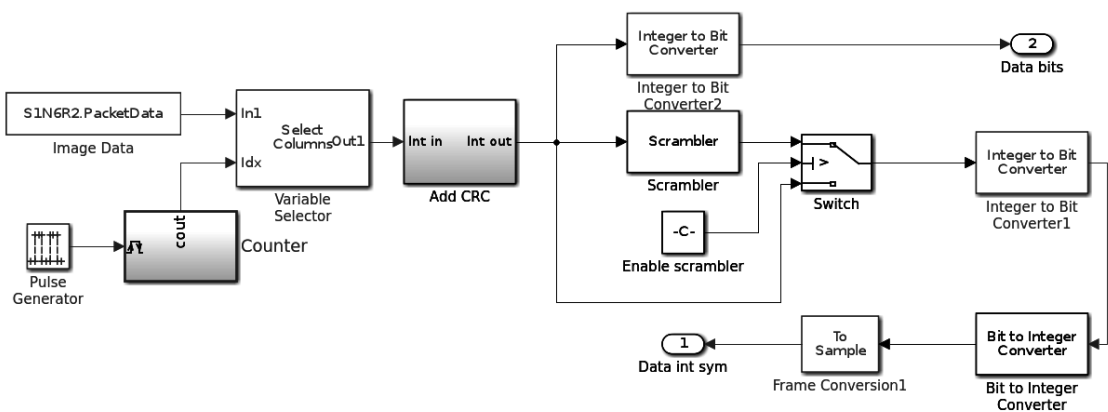 Integer to Bit
Converter
Integer to Bit
Converter2
2
Data bits
S1N6R2.PacketData
Image Data
In1
Select
Columns
Out1
Idx
Variable
Selector
Int in
Int out
Add CRC
Scrambler
Scrambler
>
Switch
Integer to Bit
Converter
Integer to Bit
Converter1
-C-
Enable scrambler
cout
Counter
Pulse
Generator
1
Data int sym
To
Sample
Frame Conversion1
Bit to Integer
Converter
Bit to Integer
Converter